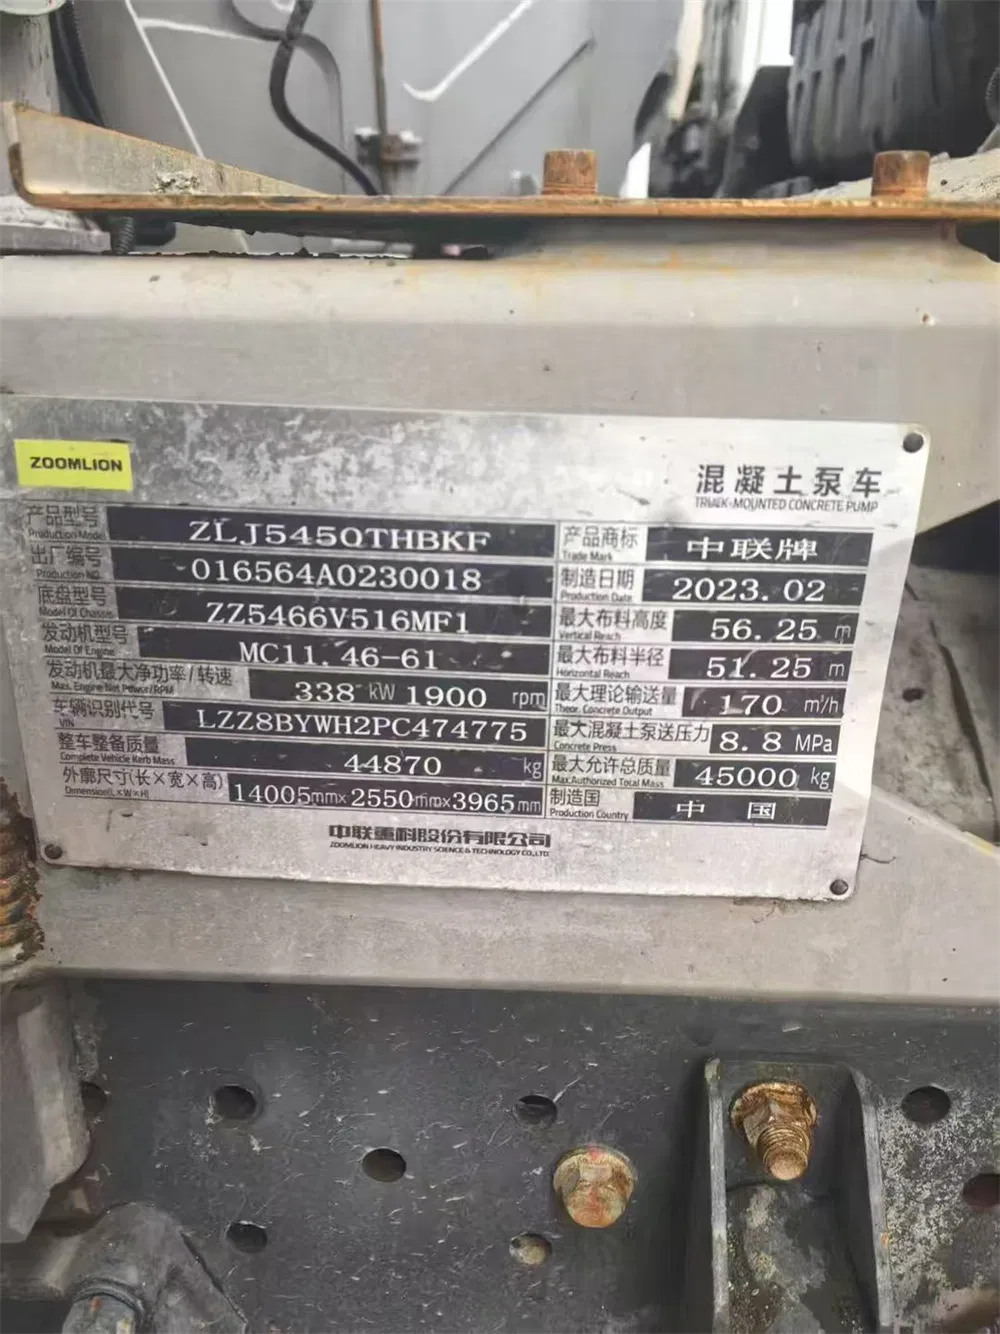 ZOOMLION
混凝土泵车
TRUCK-MOUNTED CONCRETE PUMP
产品型号 ZLJ5450THBKF
Production Model
出厂编号 016564A0230018
Production NO.
底盘型号 ZZ5466V516MF1
Model Of Chassis
发动机型号 MC11.46-61
Model Of Engine
发动机最大净功率/转速 338 kW 1900 rpm
Max. Engine Net Power/RPM
车辆识别代号 LZZ8BYWH2PC474775
VIN
整车整备质量 44870 kg
Complete Vehicle Kerb Mass
外廓尺寸(长×宽×高) 14005mm×2550mm×3965mm
Dimension(L×W×H)
产品商标 中联牌
Trade Mark
制造日期 2023.02
Production Date
最大布料高度 56.25 m
Vertical Reach
最大布料半径 51.25 m
Horizontal Reach
最大理论输送量 170 m³/h
Theor. Concrete Output
最大混凝土泵送压力 8.8 MPa
Concrete Press
最大允许总质量 45000 kg
Max.Authorized Total Mass
制造国 中国
Production Country
中联重科股份有限公司
ZOOMLION HEAVY INDUSTRY SCIENCE & TECHNOLOGY CO., LTD.